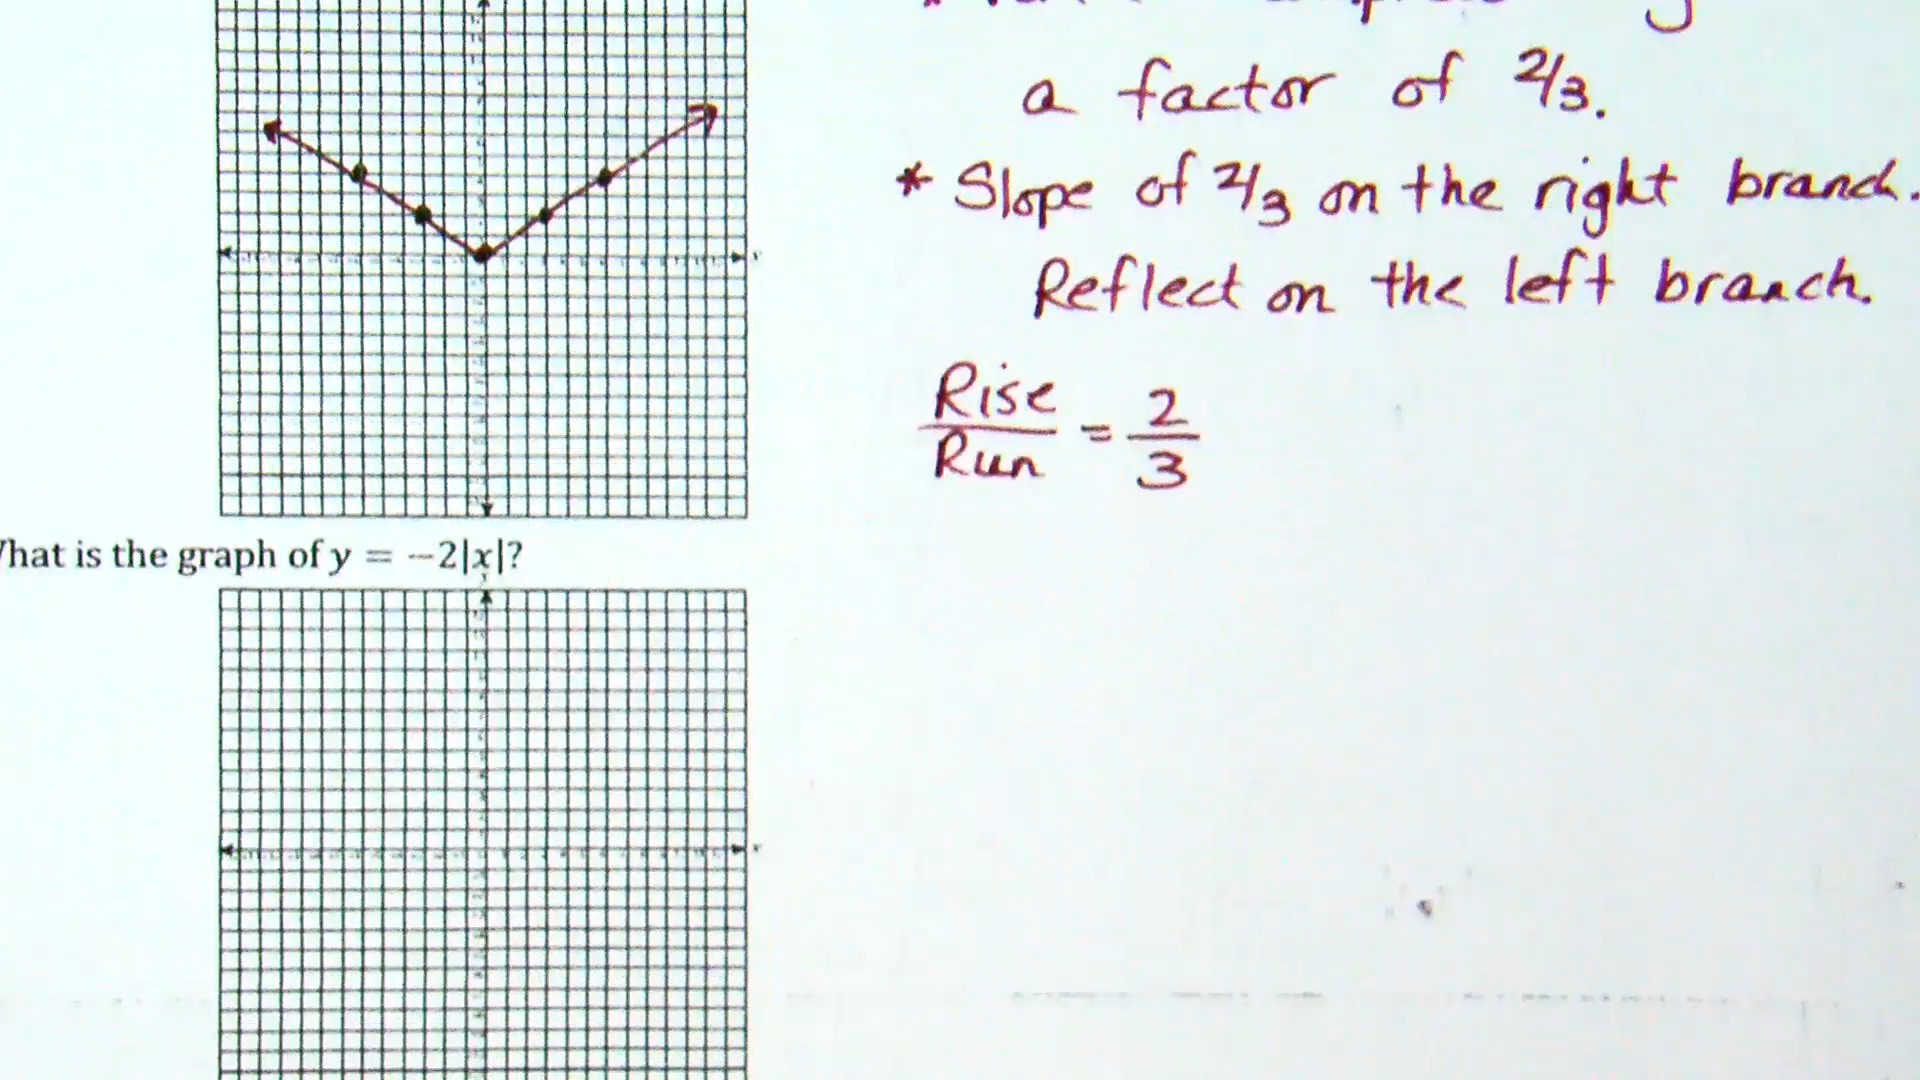 a factor of 2/3.
* Slope of 2/3 on the right branch.
Reflect on the left branch.
Rise
Run
=
2
3
hat is the graph of y = −2|x|?